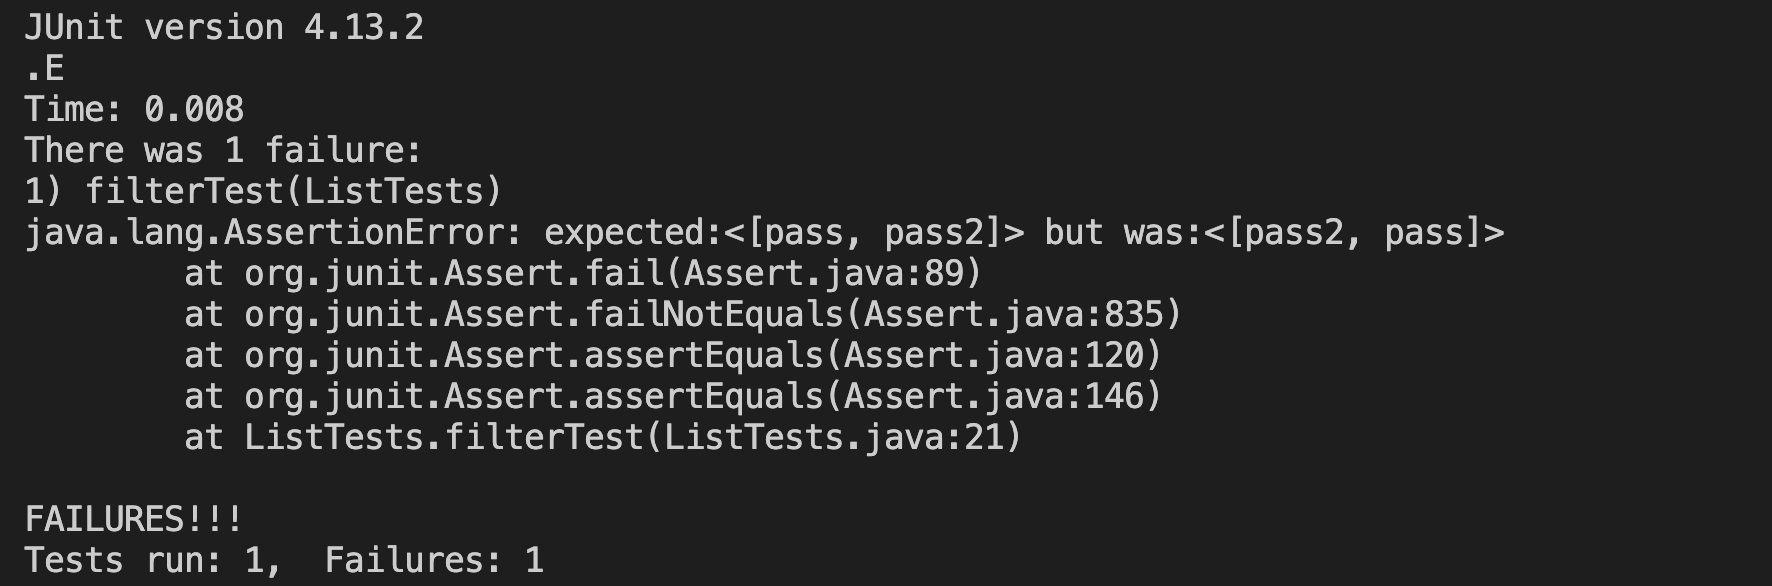 JUnit version 4.13.2
.E
Time: 0.008
There was 1 failure:
1) filterTest(ListTests)
java.lang.AssertionError: expected:<[pass, pass2]> but was:<[pass2, pass]>
        at org.junit.Assert.fail(Assert.java:89)
        at org.junit.Assert.failNotEquals(Assert.java:835)
        at org.junit.Assert.assertEquals(Assert.java:120)
        at org.junit.Assert.assertEquals(Assert.java:146)
        at ListTests.filterTest(ListTests.java:21)

FAILURES!!!
Tests run: 1,  Failures: 1